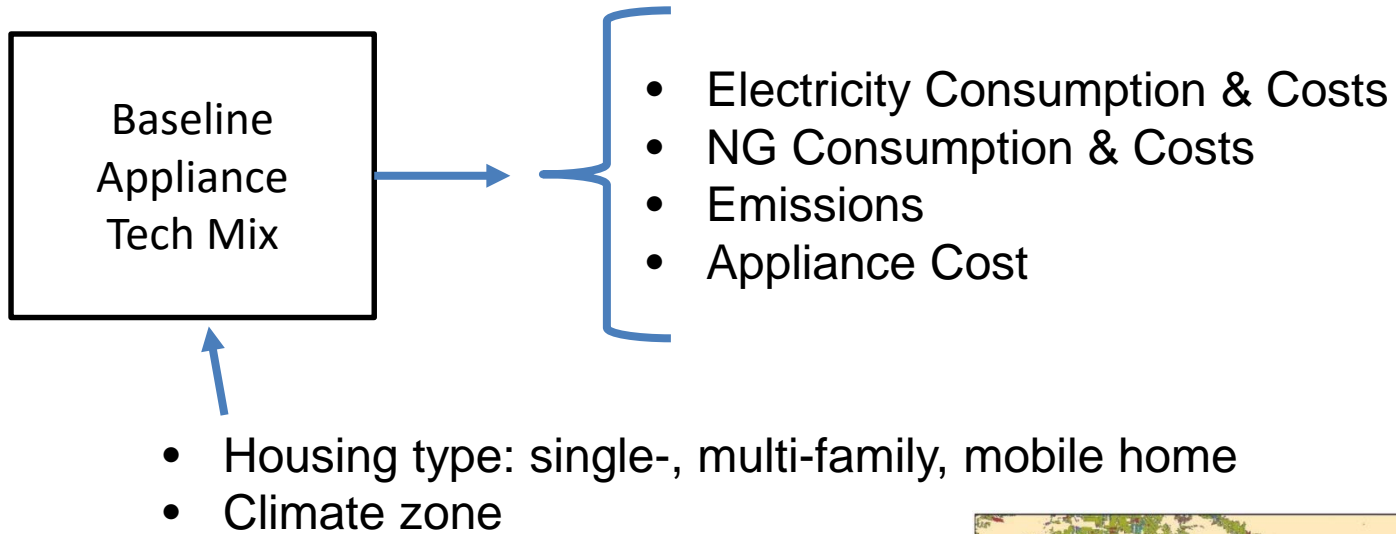 Baseline
Appliance
Tech Mix
• Electricity Consumption & Costs
• NG Consumption & Costs
• Emissions
• Appliance Cost
• Housing type: single-, multi-family, mobile home
• Climate zone